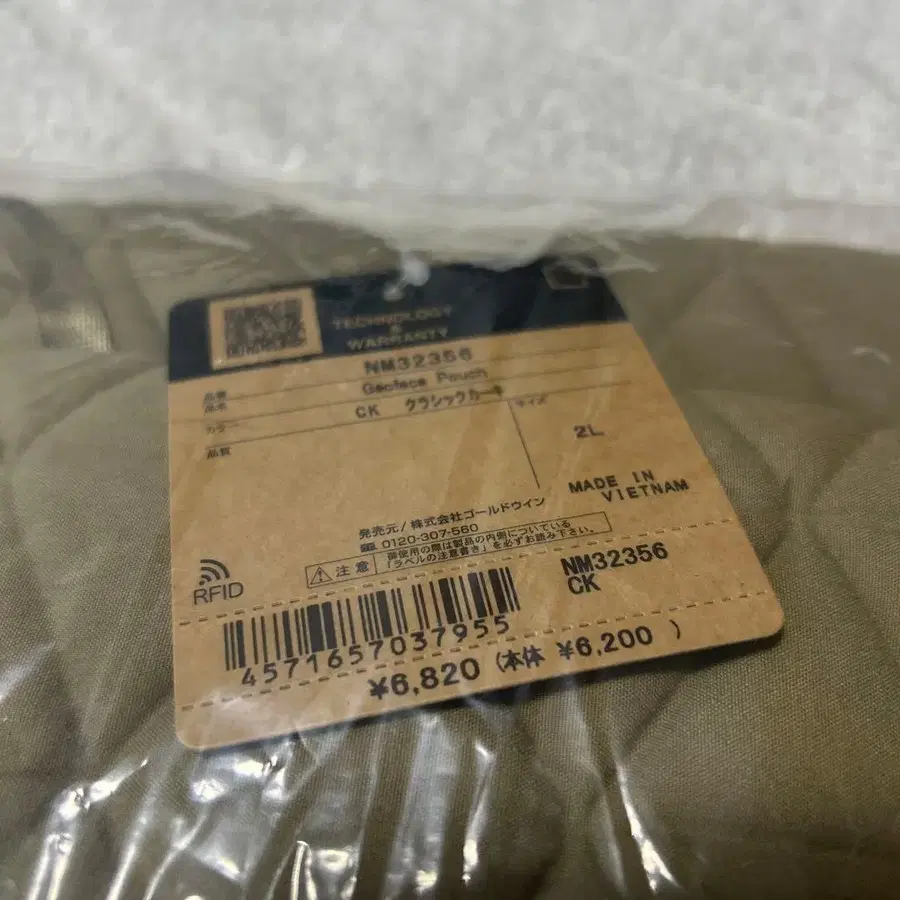 TECHNOLOGY
&
WARRANTY
品番 NM32356
品名 Geoface Pouch
カラー CK クラシックカーキ
サイズ 2L
品質
MADE IN
VIETNAM
発売元/株式会社ゴールドウイン
0120-307-560
注意 御使用の際は製品の内側についている
「ラベルの注意書き」を必ずお読み下さい。
RFID
NM32356
CK
4571657037955
¥6,820 (本体 ¥6,200 )